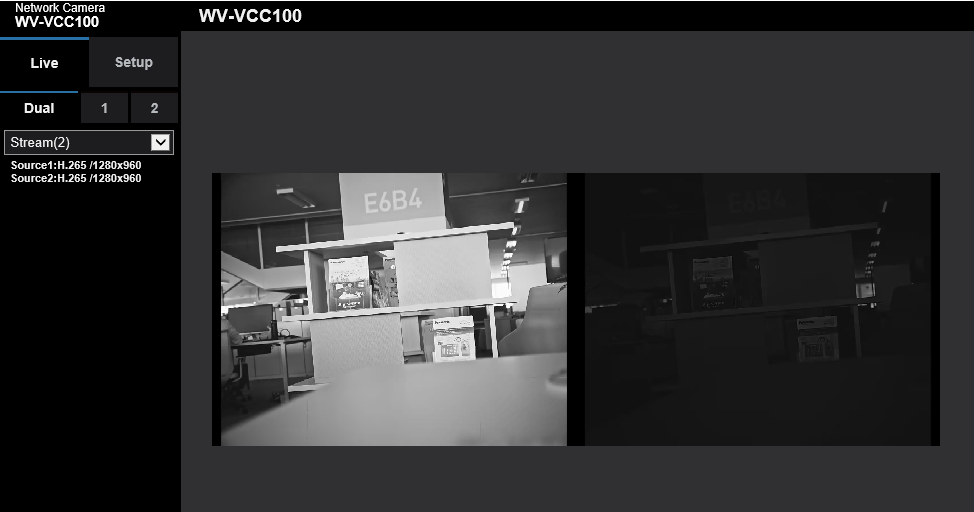 Network Camera
WV-VCC100
WV-VCC100
Live
Setup
Dual
1
2
Stream(2)
Source1:H.265 /1280x960
Source2:H.265 /1280x960
E6B4
E6B4